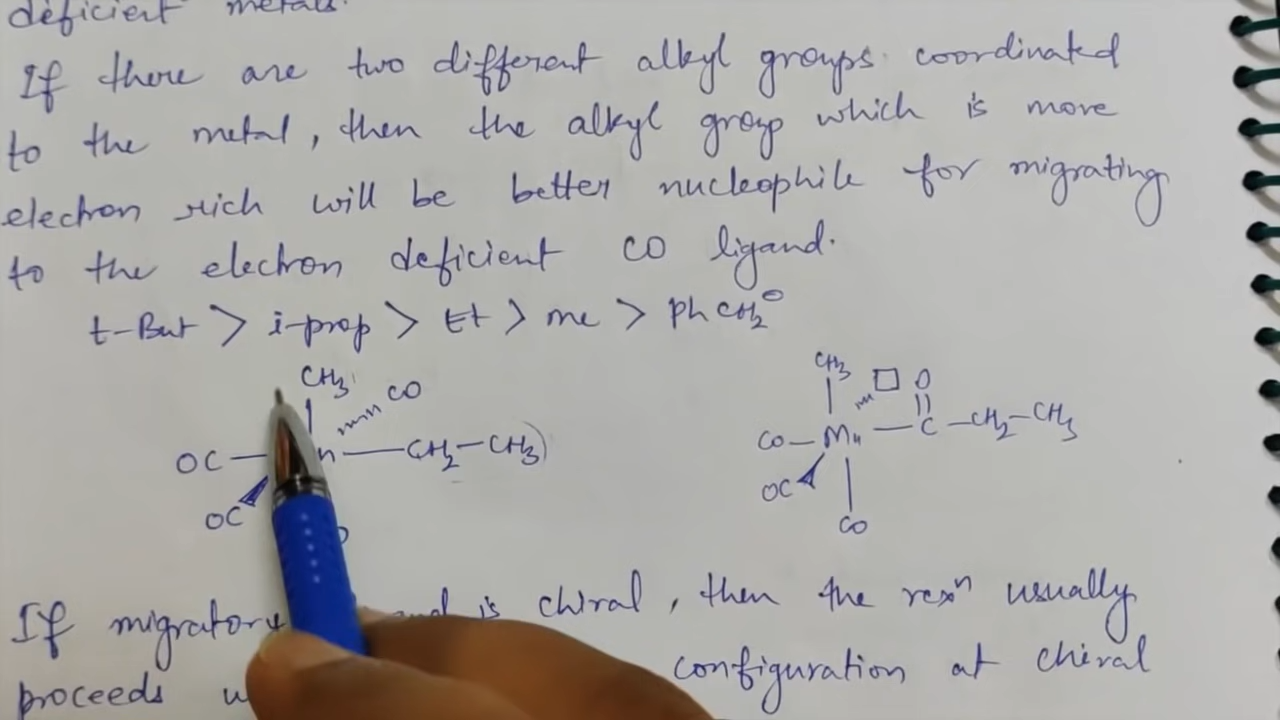 deficient metals.
If there are two different alkyl groups coordinated
to the metal, then the alkyl group which is more
electron rich will be better nucleophile for migrating
to the electron deficient CO ligand.
t-But > i-prop > Et > me > PhCH₂⊖
CH₃ CO
OC n CH₂-CH₃)
OC
CH₃ □ O
CO Mn C CH₂-CH₃
OC
CO
If migratory is chiral, then the rexⁿ usually
proceeds configuration at chiral